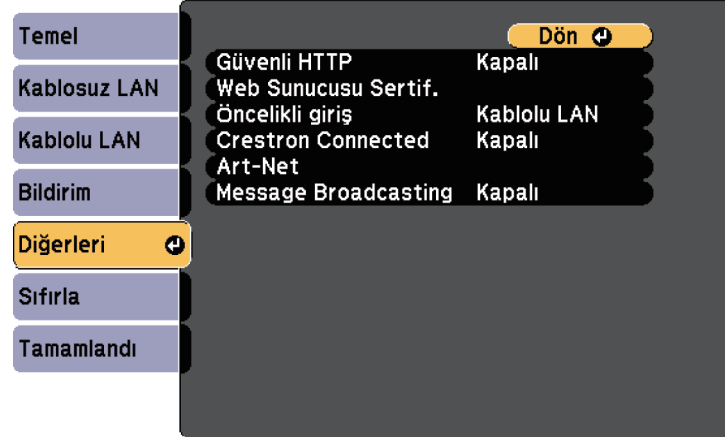 Temel
Kablosuz LAN
Kablolu LAN
Bildirim
Diğerleri
Sıfırla
Tamamlandı
Dön
Güvenli HTTP Kapalı
Web Sunucusu Sertif.
Öncelikli giriş Kablolu LAN
Crestron Connected Kapalı
Art-Net
Message Broadcasting Kapalı